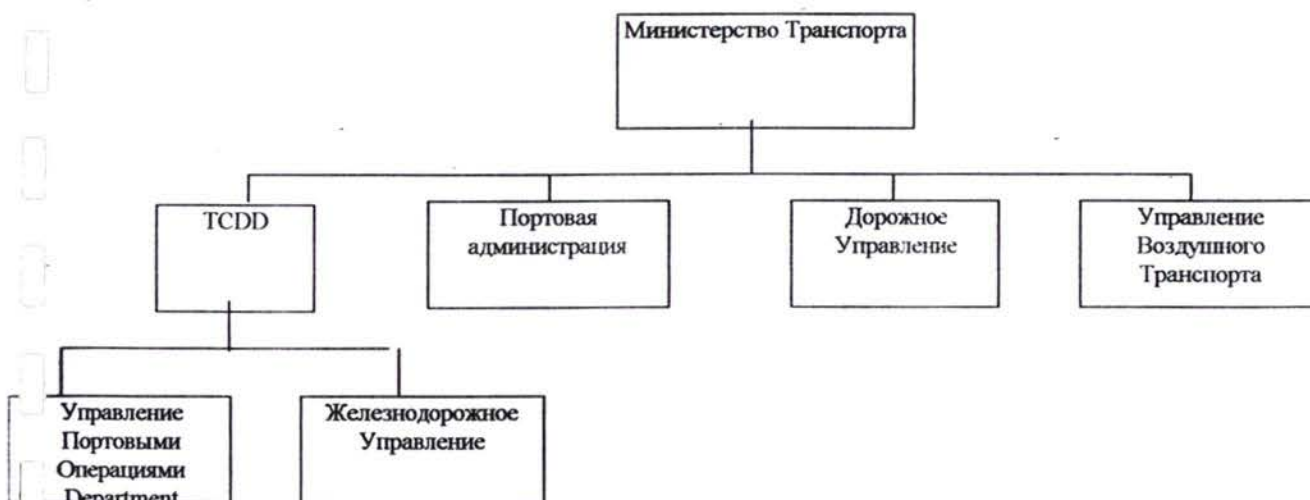 Министерство Транспорта
TCDD
Портовая
администрация
Дорожное
Управление
Управление
Воздушного
Транспорта
Управление
Портовыми
Операциями
Department
Железнодорожное
Управление